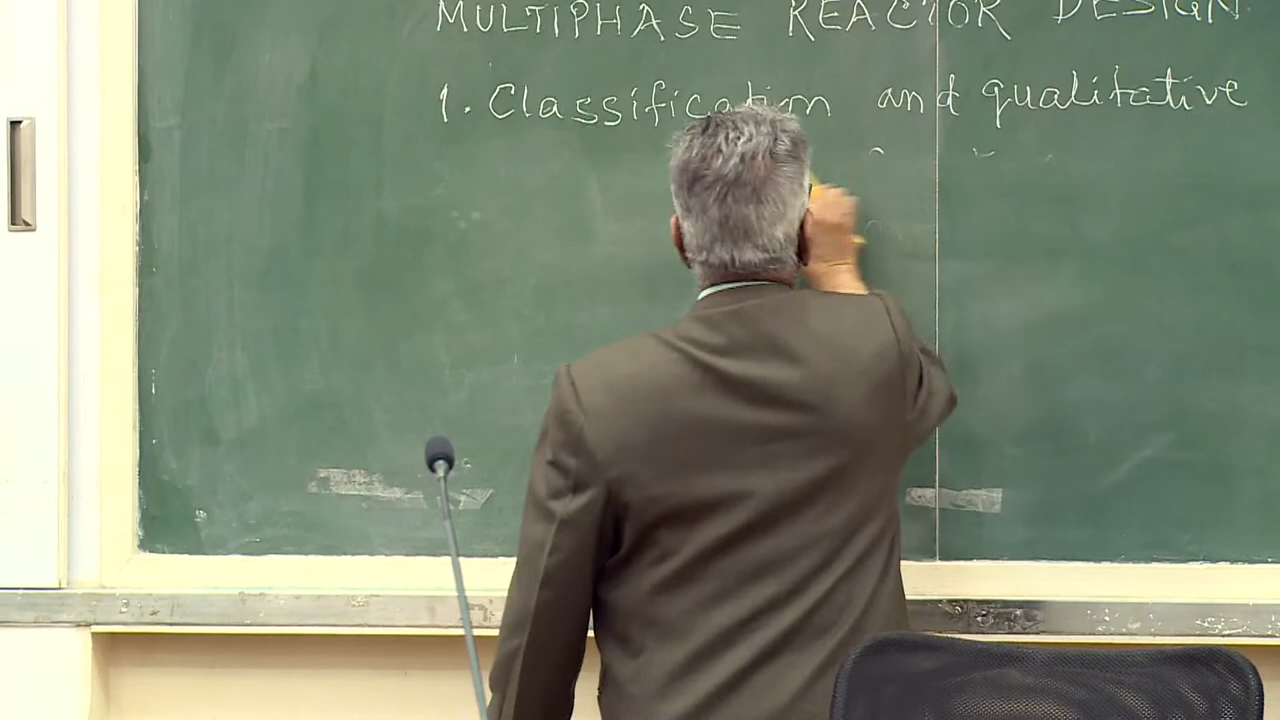 MULTIPHASE REACTOR DESIGN
1. Classification and qualitative